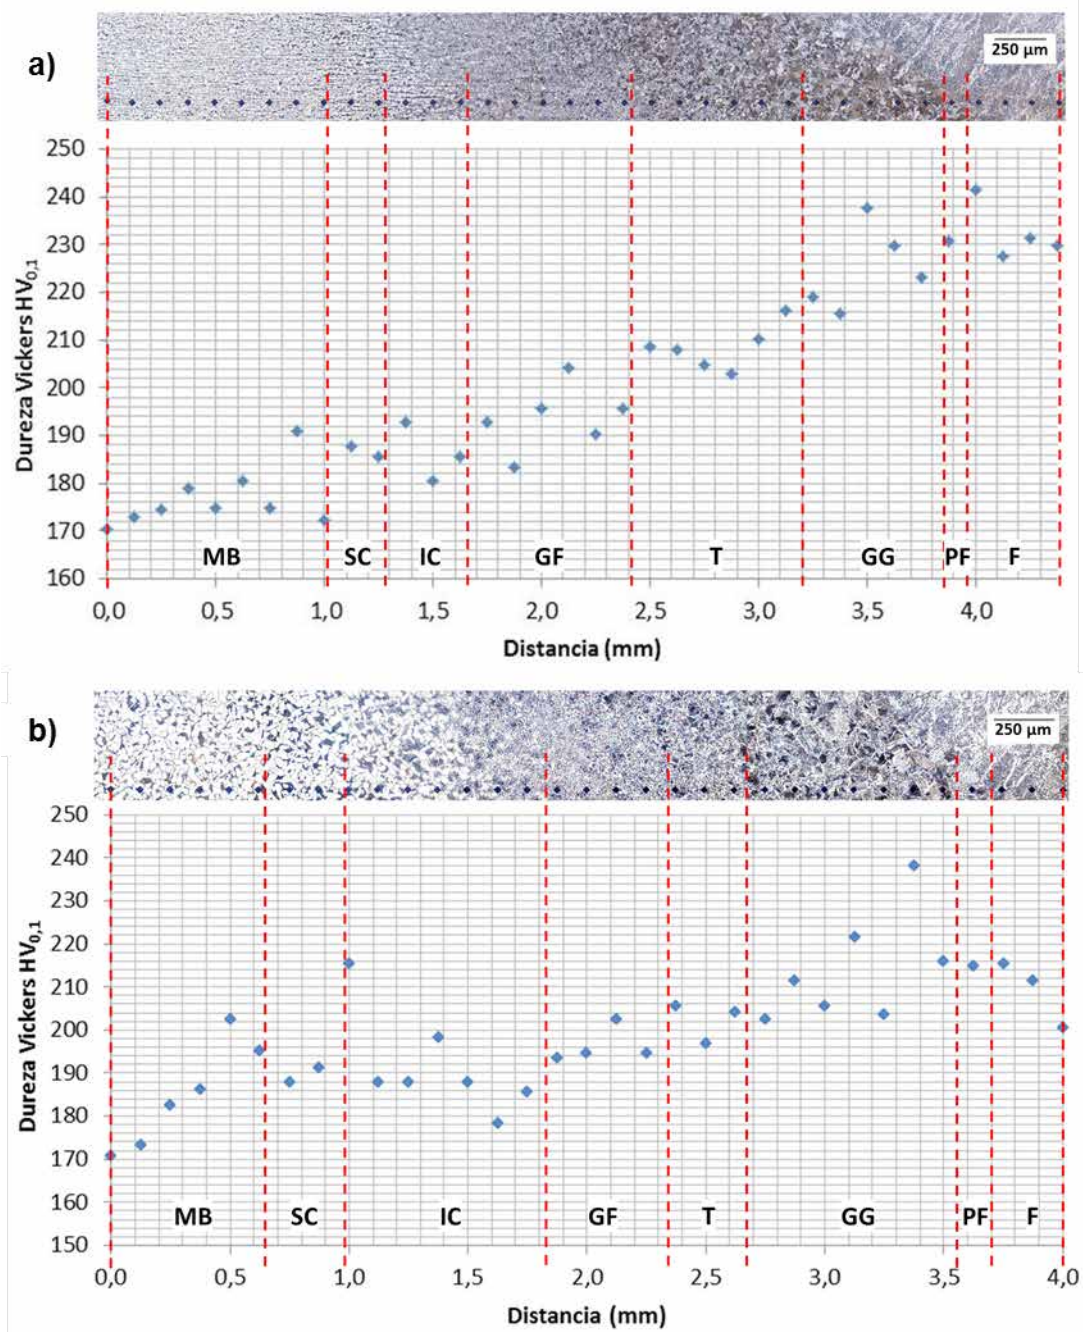 a)
250 µm
250
240
230
220
210
200
190
180
170
160
Dureza Vickers HV0,1
MB SC IC GF T GG PF F
0,0 0,5 1,0 1,5 2,0 2,5 3,0 3,5 4,0
Distancia (mm)
b)
250 µm
250
240
230
220
210
200
190
180
170
160
150
Dureza Vickers HV0,1
MB SC IC GF T GG PF F
0,0 0,5 1,0 1,5 2,0 2,5 3,0 3,5 4,0
Distancia (mm)